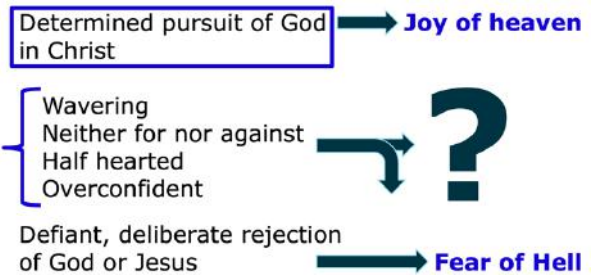 Determined pursuit of God
in Christ
Joy of heaven
Wavering
Neither for nor against
Half hearted
Overconfident
?
Defiant, deliberate rejection
of God or Jesus
Fear of Hell